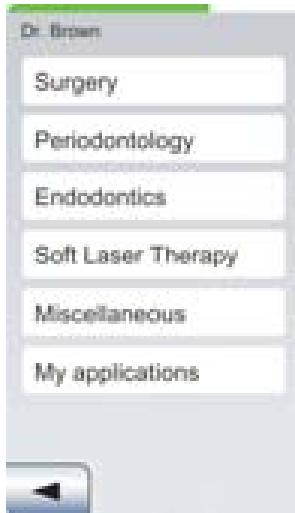 Dr. Brown
Surgery
Periodontology
Endodontics
Soft Laser Therapy
Miscellaneous
My applications